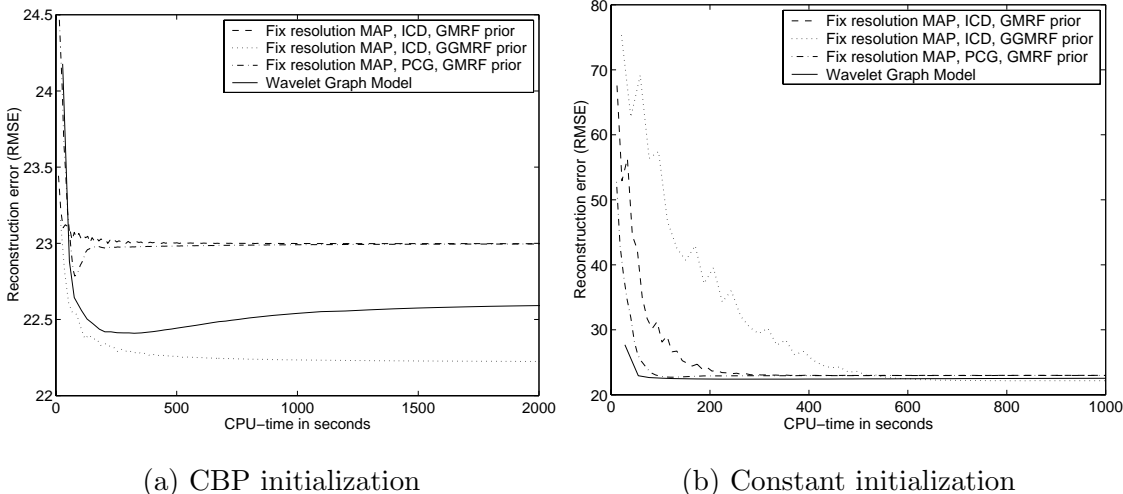 24.5
24
23.5
23
22.5
22
0
500
1000
1500
2000
Reconstruction error (RMSE)
CPU−time in seconds
Fix resolution MAP, ICD, GMRF prior
Fix resolution MAP, ICD, GGMRF prior
Fix resolution MAP, PCG, GMRF prior
Wavelet Graph Model
(a) CBP initialization
80
70
60
50
40
30
20
0
200
400
600
800
1000
Reconstruction error (RMSE)
CPU−time in seconds
Fix resolution MAP, ICD, GMRF prior
Fix resolution MAP, ICD, GGMRF prior
Fix resolution MAP, PCG, GMRF prior
Wavelet Graph Model
(b) Constant initialization